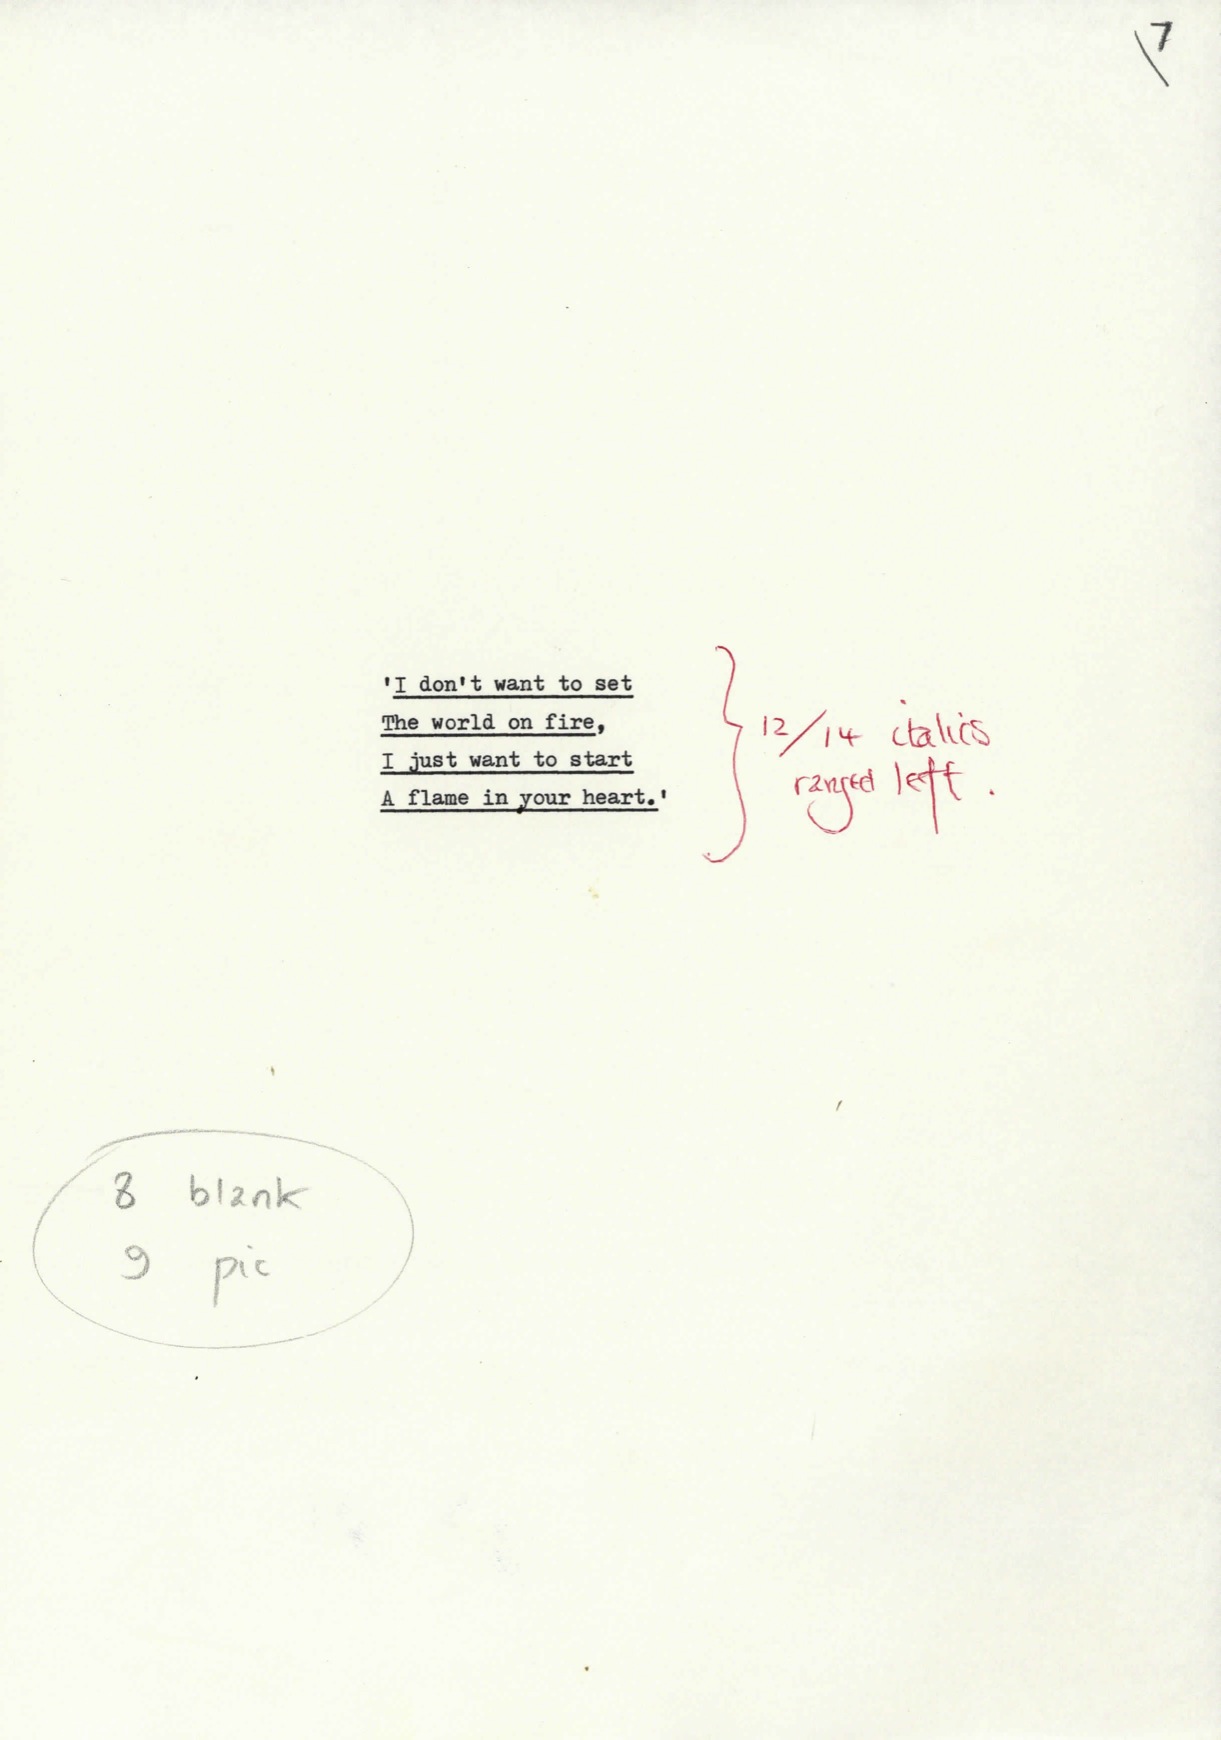 7
'I don't want to set
The world on fire,
I just want to start
A flame in your heart.'
12/14 italics
ranged left.
8 blank
9 pic